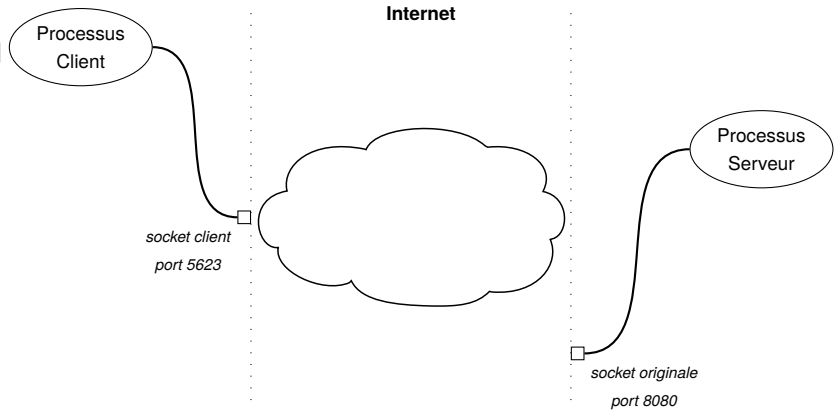 Internet
Processus
Client
Processus
Serveur
socket client
port 5623
socket originale
port 8080